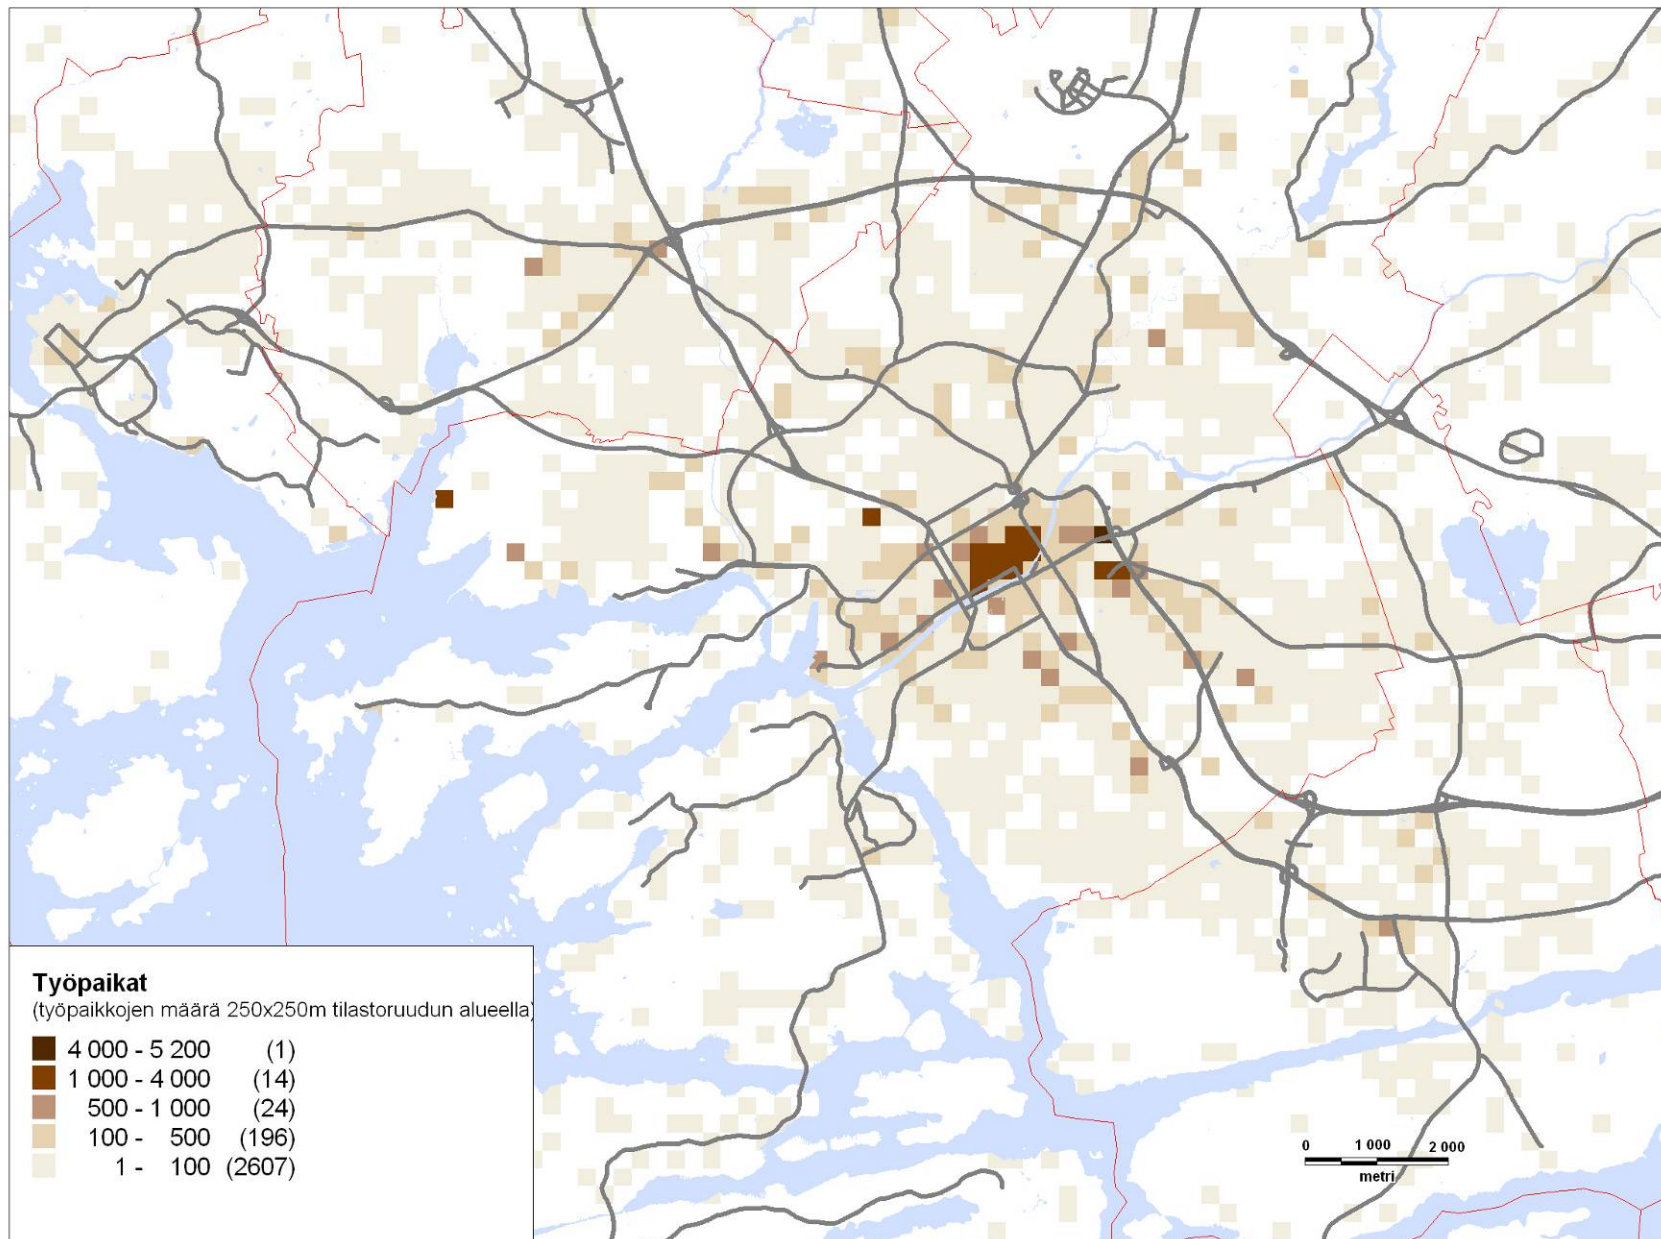 Työpaikat
(työpaikkojen määrä 250x250m tilastoruudun alueella)
4 000 - 5 200 (1)
1 000 - 4 000 (14)
500 - 1 000 (24)
100 - 500 (196)
1 - 100 (2607)
0 1 000 2 000
metri